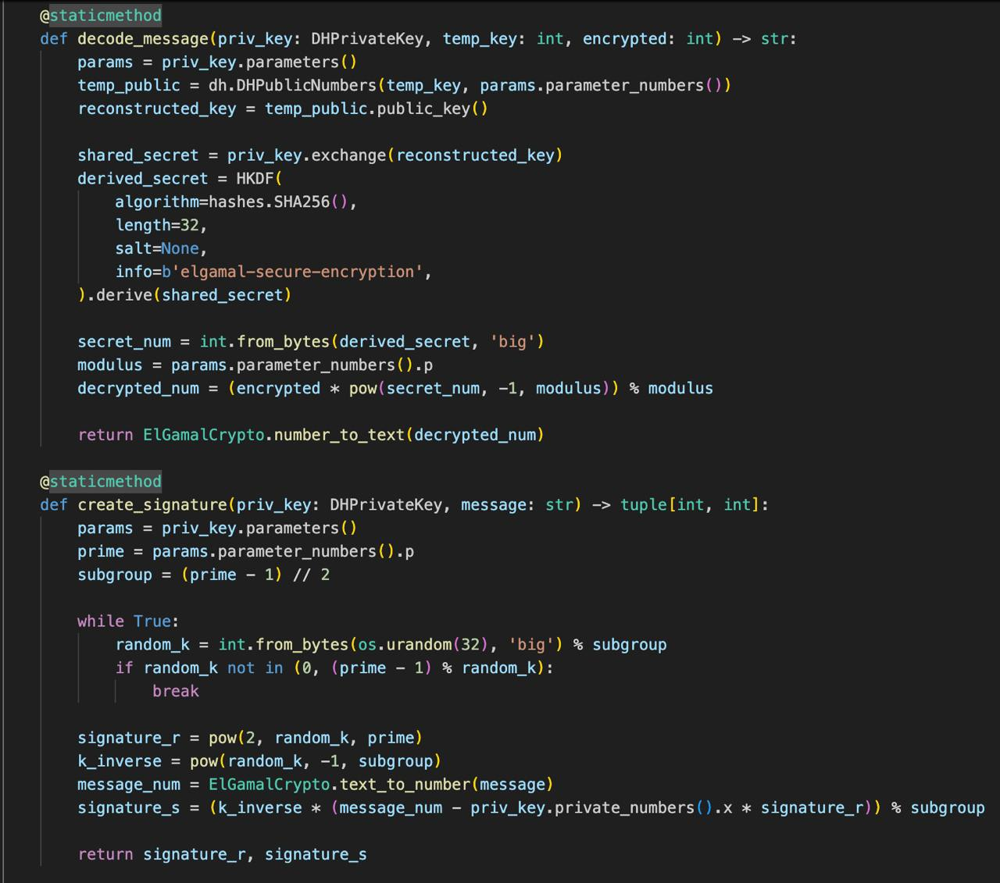 @staticmethod
def decode_message(priv_key: DHPrivateKey, temp_key: int, encrypted: int) -> str:
    params = priv_key.parameters()
    temp_public = dh.DHPublicNumbers(temp_key, params.parameter_numbers())
    reconstructed_key = temp_public.public_key()

    shared_secret = priv_key.exchange(reconstructed_key)
    derived_secret = HKDF(
        algorithm=hashes.SHA256(),
        length=32,
        salt=None,
        info=b'elgamal-secure-encryption',
    ).derive(shared_secret)

    secret_num = int.from_bytes(derived_secret, 'big')
    modulus = params.parameter_numbers().p
    decrypted_num = (encrypted * pow(secret_num, -1, modulus)) % modulus

    return ElGamalCrypto.number_to_text(decrypted_num)

@staticmethod
def create_signature(priv_key: DHPrivateKey, message: str) -> tuple[int, int]:
    params = priv_key.parameters()
    prime = params.parameter_numbers().p
    subgroup = (prime - 1) // 2

    while True:
        random_k = int.from_bytes(os.urandom(32), 'big') % subgroup
        if random_k not in (0, (prime - 1) % random_k):
            break

    signature_r = pow(2, random_k, prime)
    k_inverse = pow(random_k, -1, subgroup)
    message_num = ElGamalCrypto.text_to_number(message)
    signature_s = (k_inverse * (message_num - priv_key.private_numbers().x * signature_r)) % subgroup

    return signature_r, signature_s